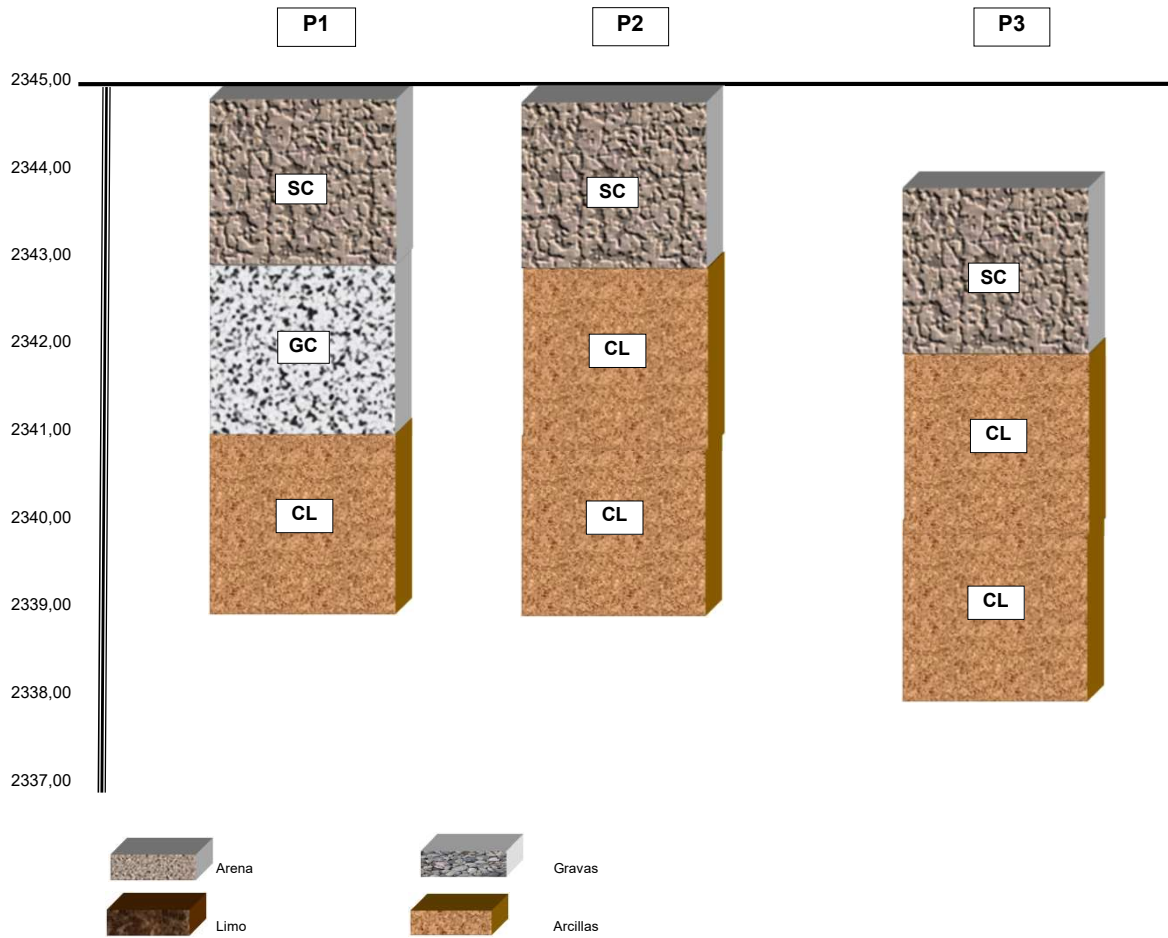 P1
P2
P3
2345,00
2344,00
SC
SC
2343,00
SC
2342,00
GC
CL
2341,00
CL
2340,00
CL
CL
2339,00
CL
2338,00
2337,00
Arena
Gravas
Limo
Arcillas